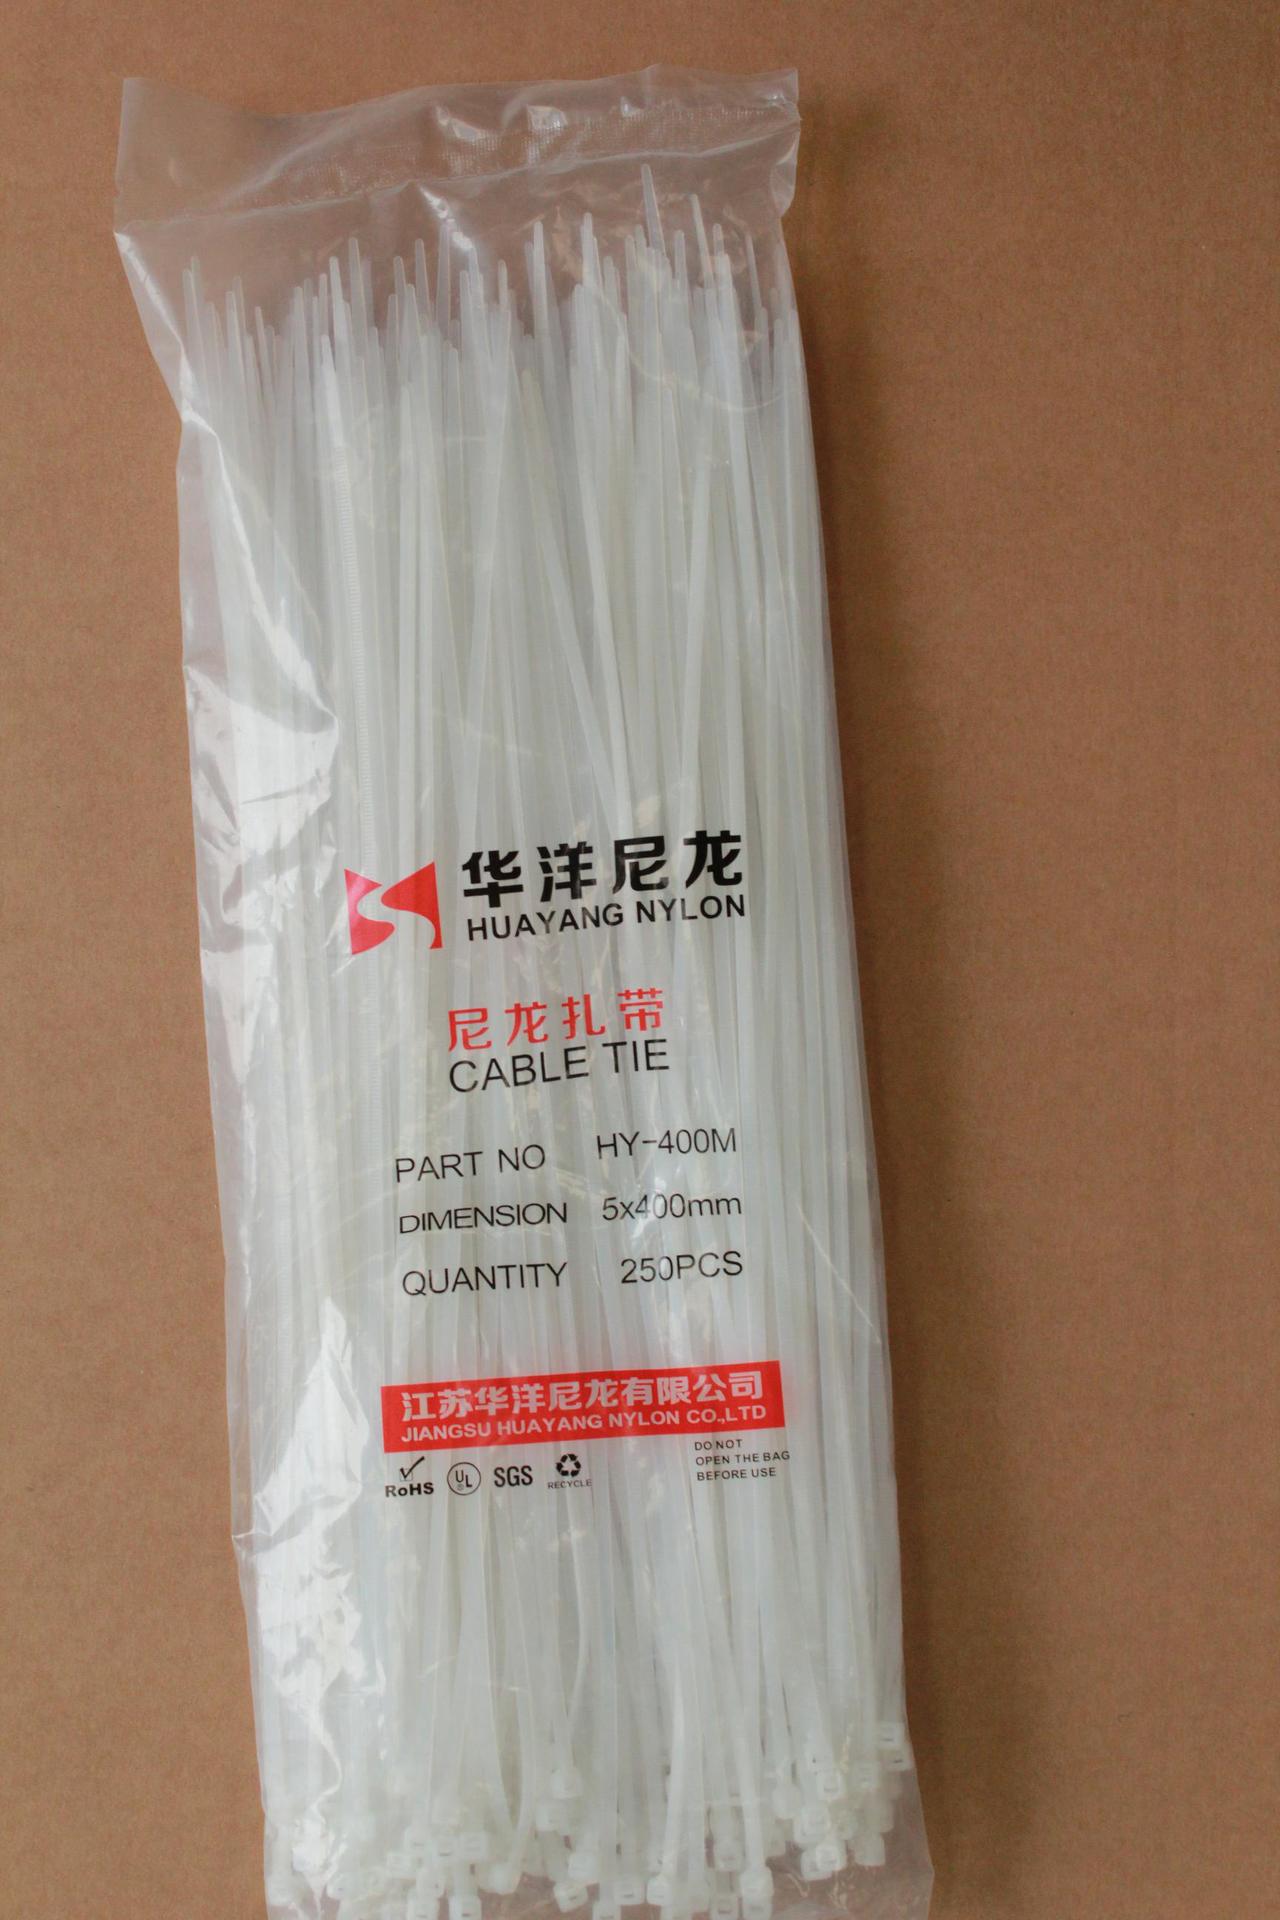 华洋尼龙
HUAYANG NYLON
尼龙扎带
CABLE TIE
PART NO HY-400M
DIMENSION 5x400mm
QUANTITY 250PCS
江苏华洋尼龙有限公司
JIANGSU HUAYANG NYLON CO.,LTD
RoHS UL SGS RECYCLE
DO NOT
OPEN THE BAG
BEFORE USE